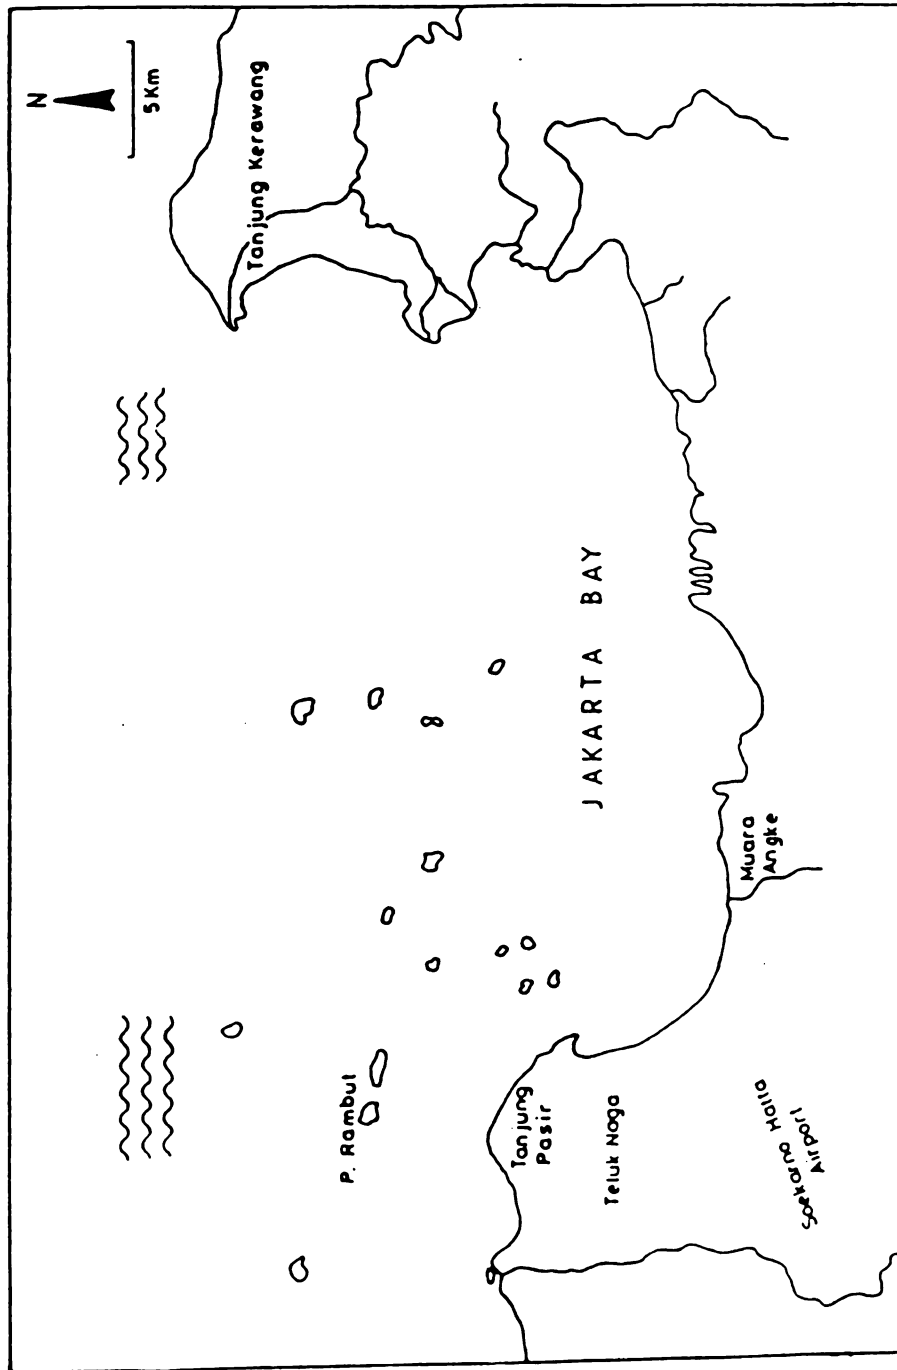 N
5 Km
Tanjung Kerawang
JAKARTA BAY
P. Rambut
Tanjung
Pasir
Teluk Naga
Muara
Angke
Soekarno Hatta
Airport